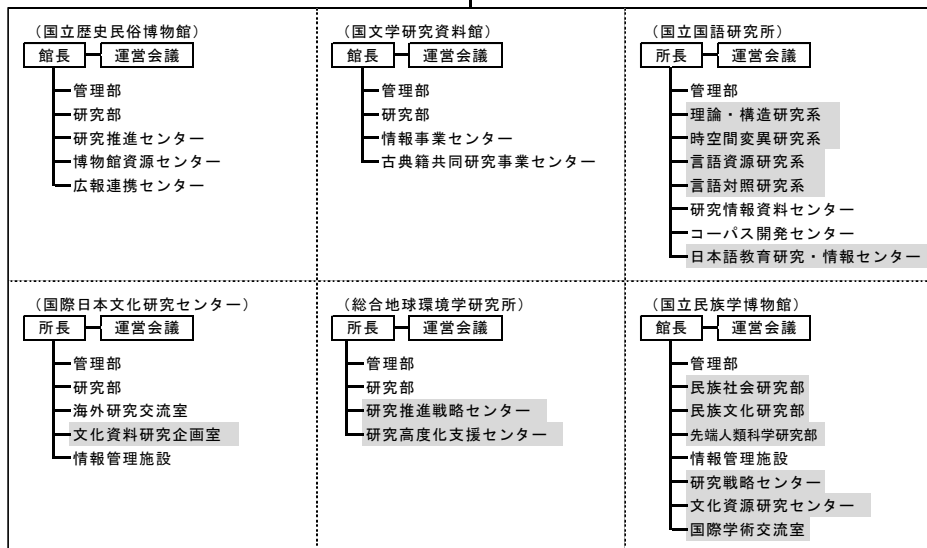 （国立歴史民俗博物館）
館長 運営会議
管理部
研究部
研究推進センター
博物館資源センター
広報連携センター
（国文学研究資料館）
館長 運営会議
管理部
研究部
情報事業センター
古典籍共同研究事業センター
（国立国語研究所）
所長 運営会議
管理部
理論・構造研究系
時空間変異研究系
言語資源研究系
言語対照研究系
研究情報資料センター
コーパス開発センター
日本語教育研究・情報センター
（国際日本文化研究センター）
所長 運営会議
管理部
研究部
海外研究交流室
文化資料研究企画室
情報管理施設
（総合地球環境学研究所）
所長 運営会議
管理部
研究部
研究推進戦略センター
研究高度化支援センター
（国立民族学博物館）
館長 運営会議
管理部
民族社会研究部
民族文化研究部
先端人類科学研究部
情報管理施設
研究戦略センター
文化資源研究センター
国際学術交流室